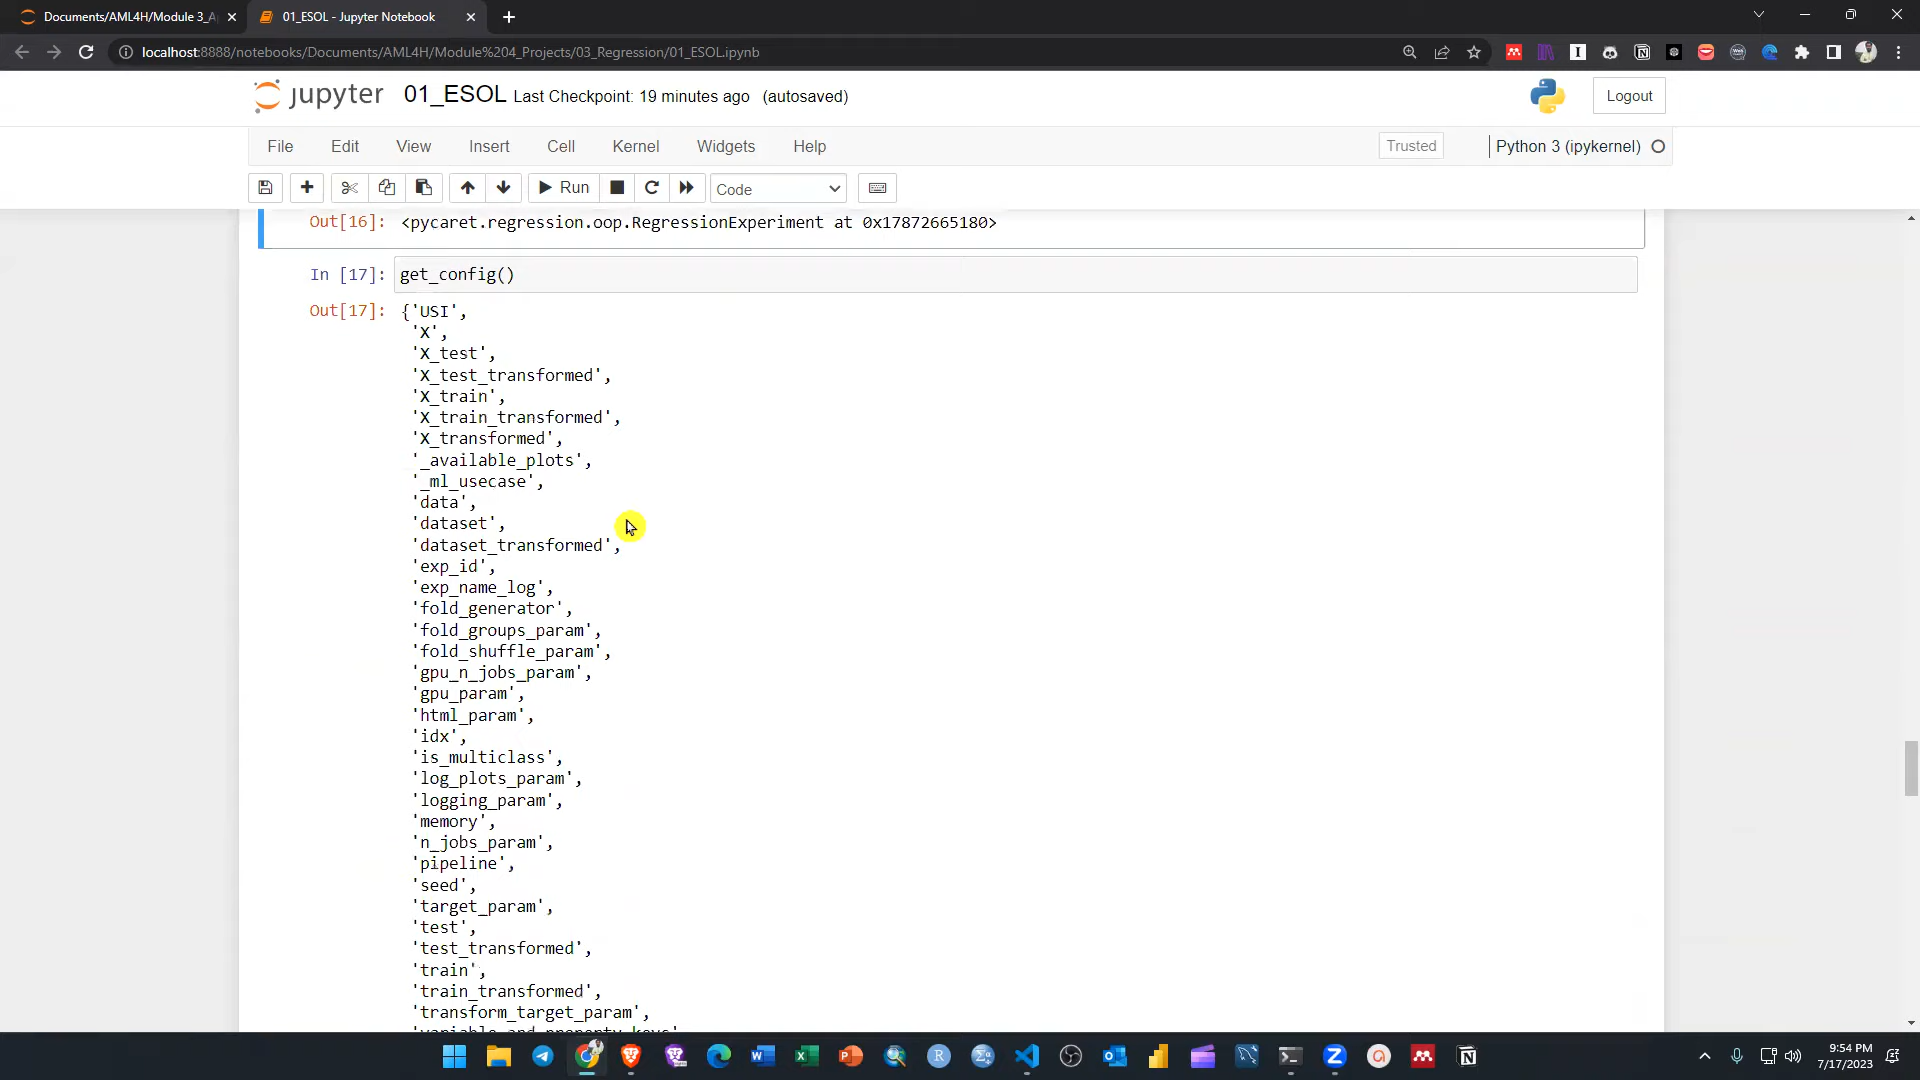 Documents/AML4H/Module 3_A
01_ESOL - Jupyter Notebook
localhost:8888/notebooks/Documents/AML4H/Module%204_Projects/03_Regression/01_ESOL.ipynb
jupyter 01_ESOL Last Checkpoint: 19 minutes ago (autosaved)
Logout
File Edit View Insert Cell Kernel Widgets Help
Trusted
Python 3 (ipykernel)
Run
Code
Out[16]: <pycaret.regression.oop.RegressionExperiment at 0x17872665180>
In [17]: get_config()
Out[17]: {'USI',
'X',
'X_test',
'X_test_transformed',
'X_train',
'X_train_transformed',
'X_transformed',
'_available_plots',
'_ml_usecase',
'data',
'dataset',
'dataset_transformed',
'exp_id',
'exp_name_log',
'fold_generator',
'fold_groups_param',
'fold_shuffle_param',
'gpu_n_jobs_param',
'gpu_param',
'html_param',
'idx',
'is_multiclass',
'log_plots_param',
'logging_param',
'memory',
'n_jobs_param',
'pipeline',
'seed',
'target_param',
'test',
'test_transformed',
'train',
'train_transformed',
'transform_target_param',
9:54 PM
7/17/2023